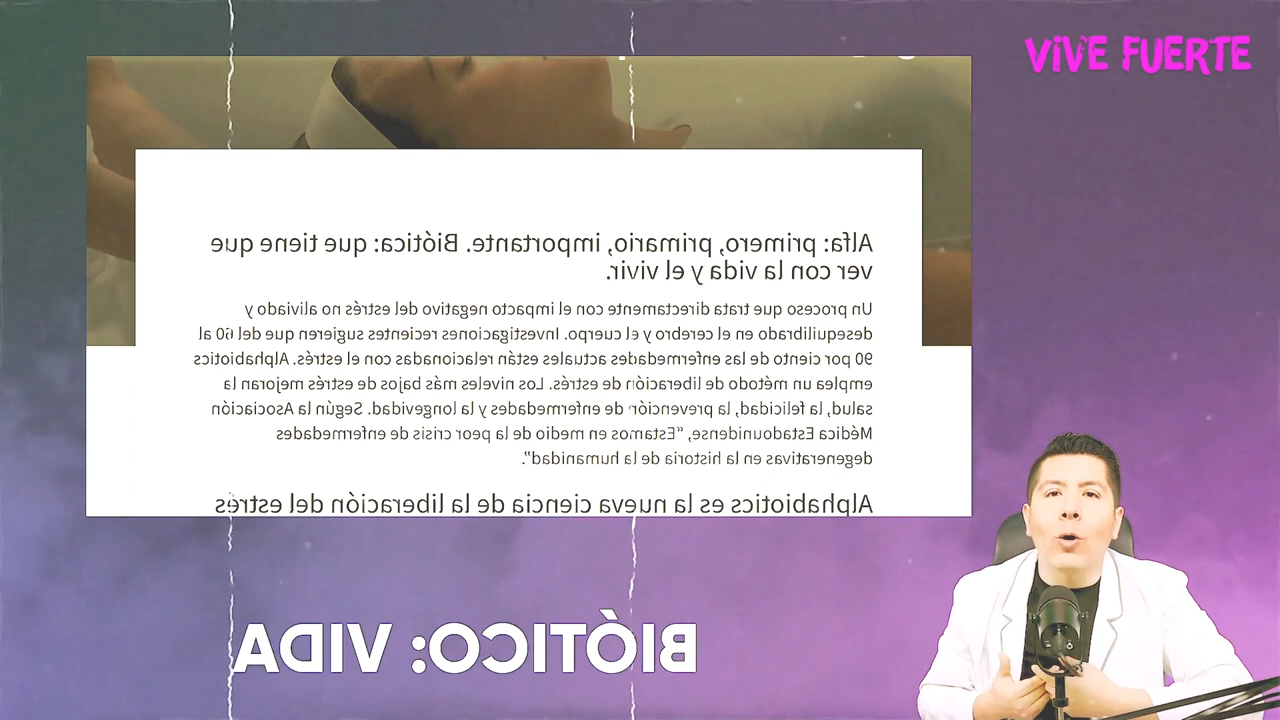 VIVE FUERTE
Alfa: primero, primario, importante. Biótica: que tiene que
ver con la vida y el vivir.
Un proceso que trata directamente con el impacto negativo del estrés no aliviado y
desequilibrado en el cerebro y el cuerpo. Investigaciones recientes sugieren que del 60 al
90 por ciento de las enfermedades actuales están relacionadas con el estrés. Alphabiotics
emplea un método de liberación de estrés. Los niveles más bajos de estrés mejoran la
salud, la felicidad, la prevención de enfermedades y la longevidad. Según la Asociación
Médica Estadounidense, “Estamos en medio de la peor crisis de enfermedades
degenerativas en la historia de la humanidad”.
Alphabiotics es la nueva ciencia de la liberación del estrés
BIÓTICO: VIDA